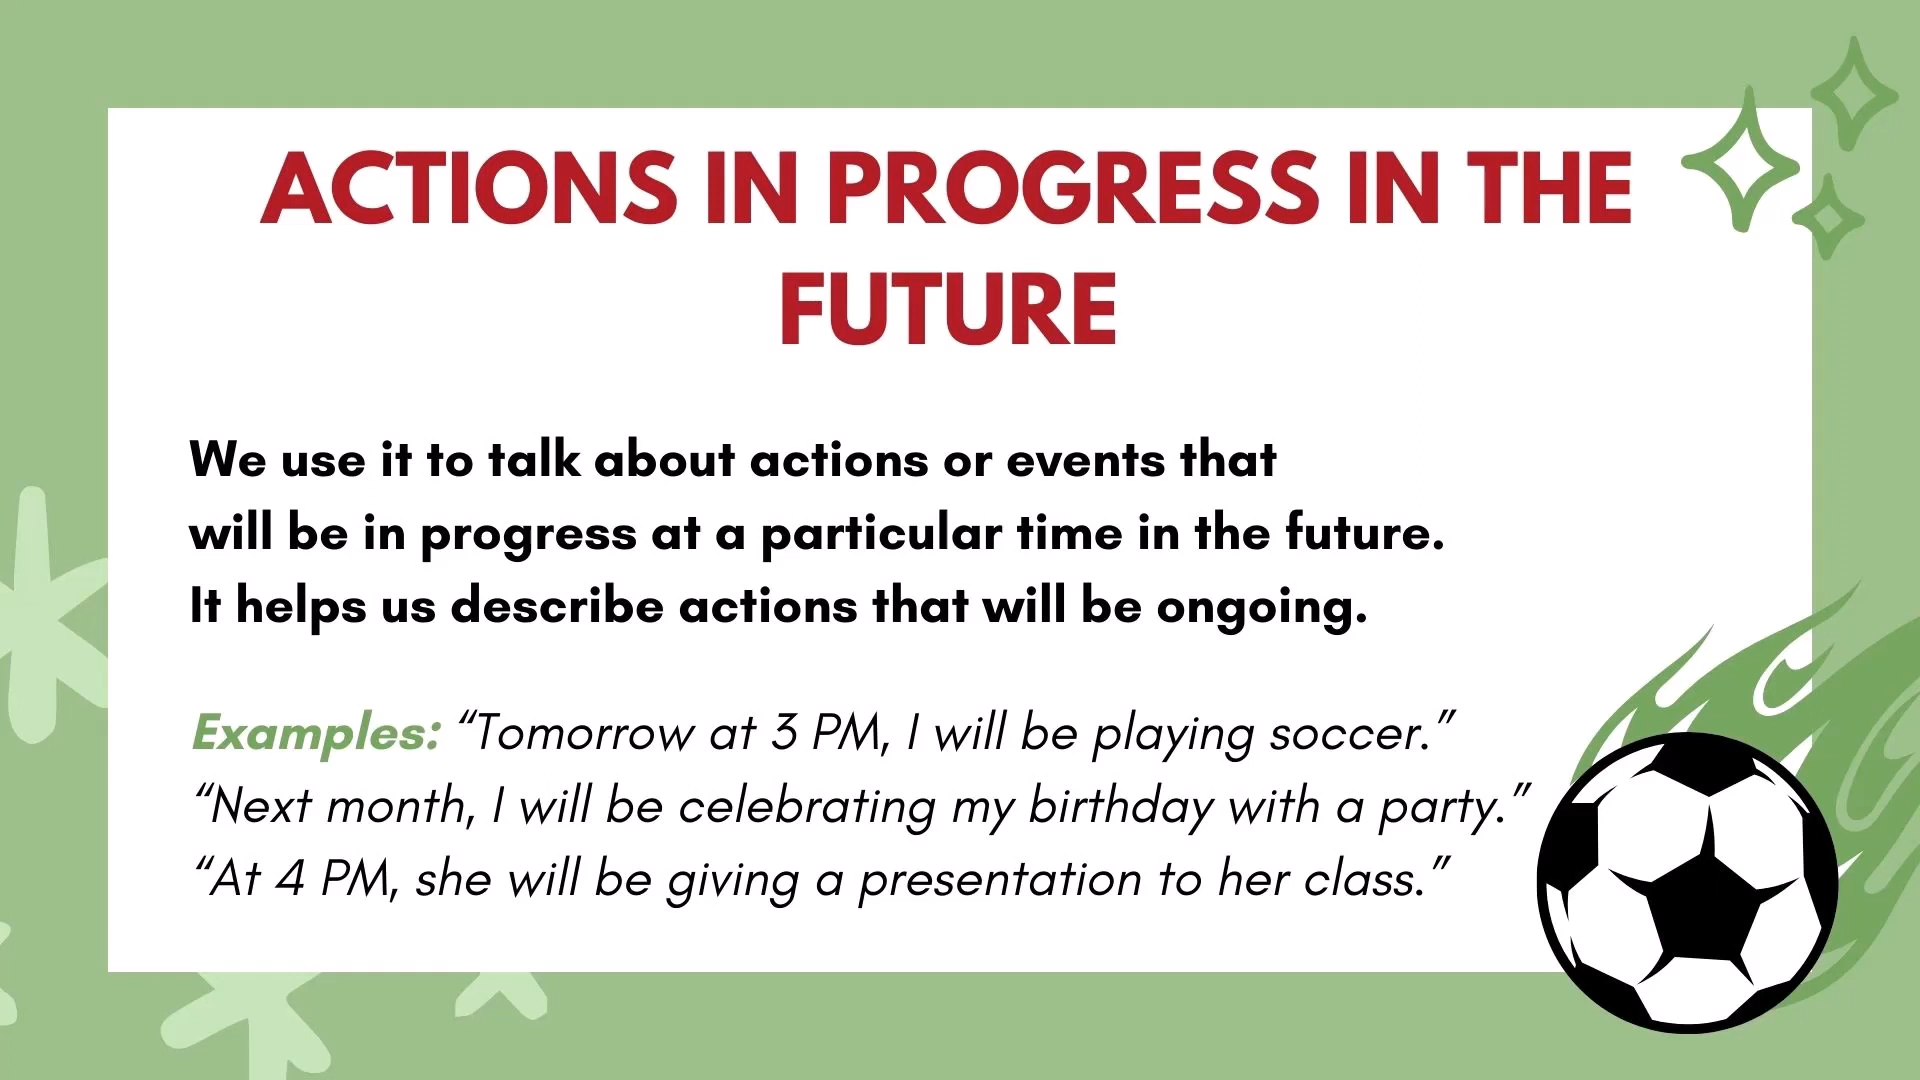 ACTIONS IN PROGRESS IN THE
FUTURE
We use it to talk about actions or events that
will be in progress at a particular time in the future.
It helps us describe actions that will be ongoing.
Examples: “Tomorrow at 3 PM, I will be playing soccer.”
“Next month, I will be celebrating my birthday with a party.”
“At 4 PM, she will be giving a presentation to her class.”